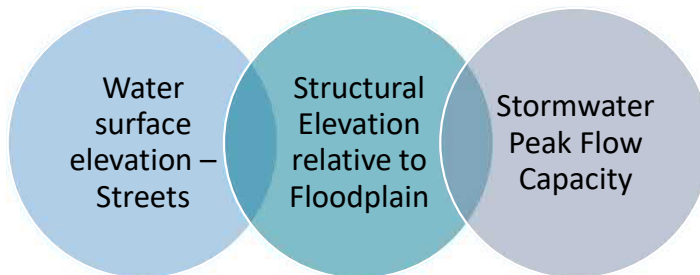 Water
surface
elevation –
Streets
Structural
Elevation
relative to
Floodplain
Stormwater
Peak Flow
Capacity